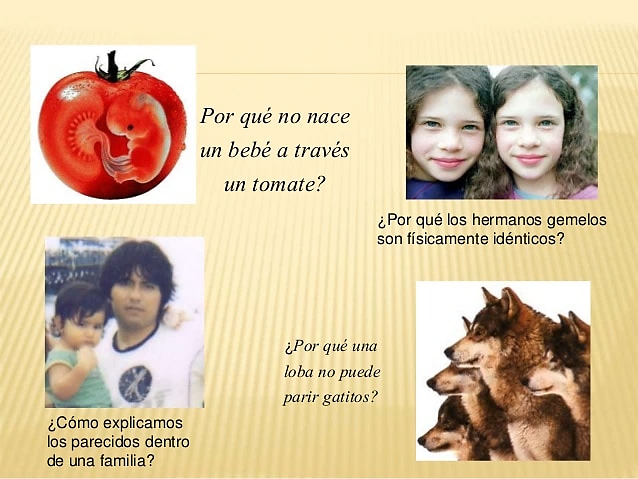 Por qué no nace
un bebé a través
un tomate?
¿Por qué los hermanos gemelos
son físicamente idénticos?
¿Por qué una
loba no puede
parir gatitos?
¿Cómo explicamos
los parecidos dentro
de una familia?